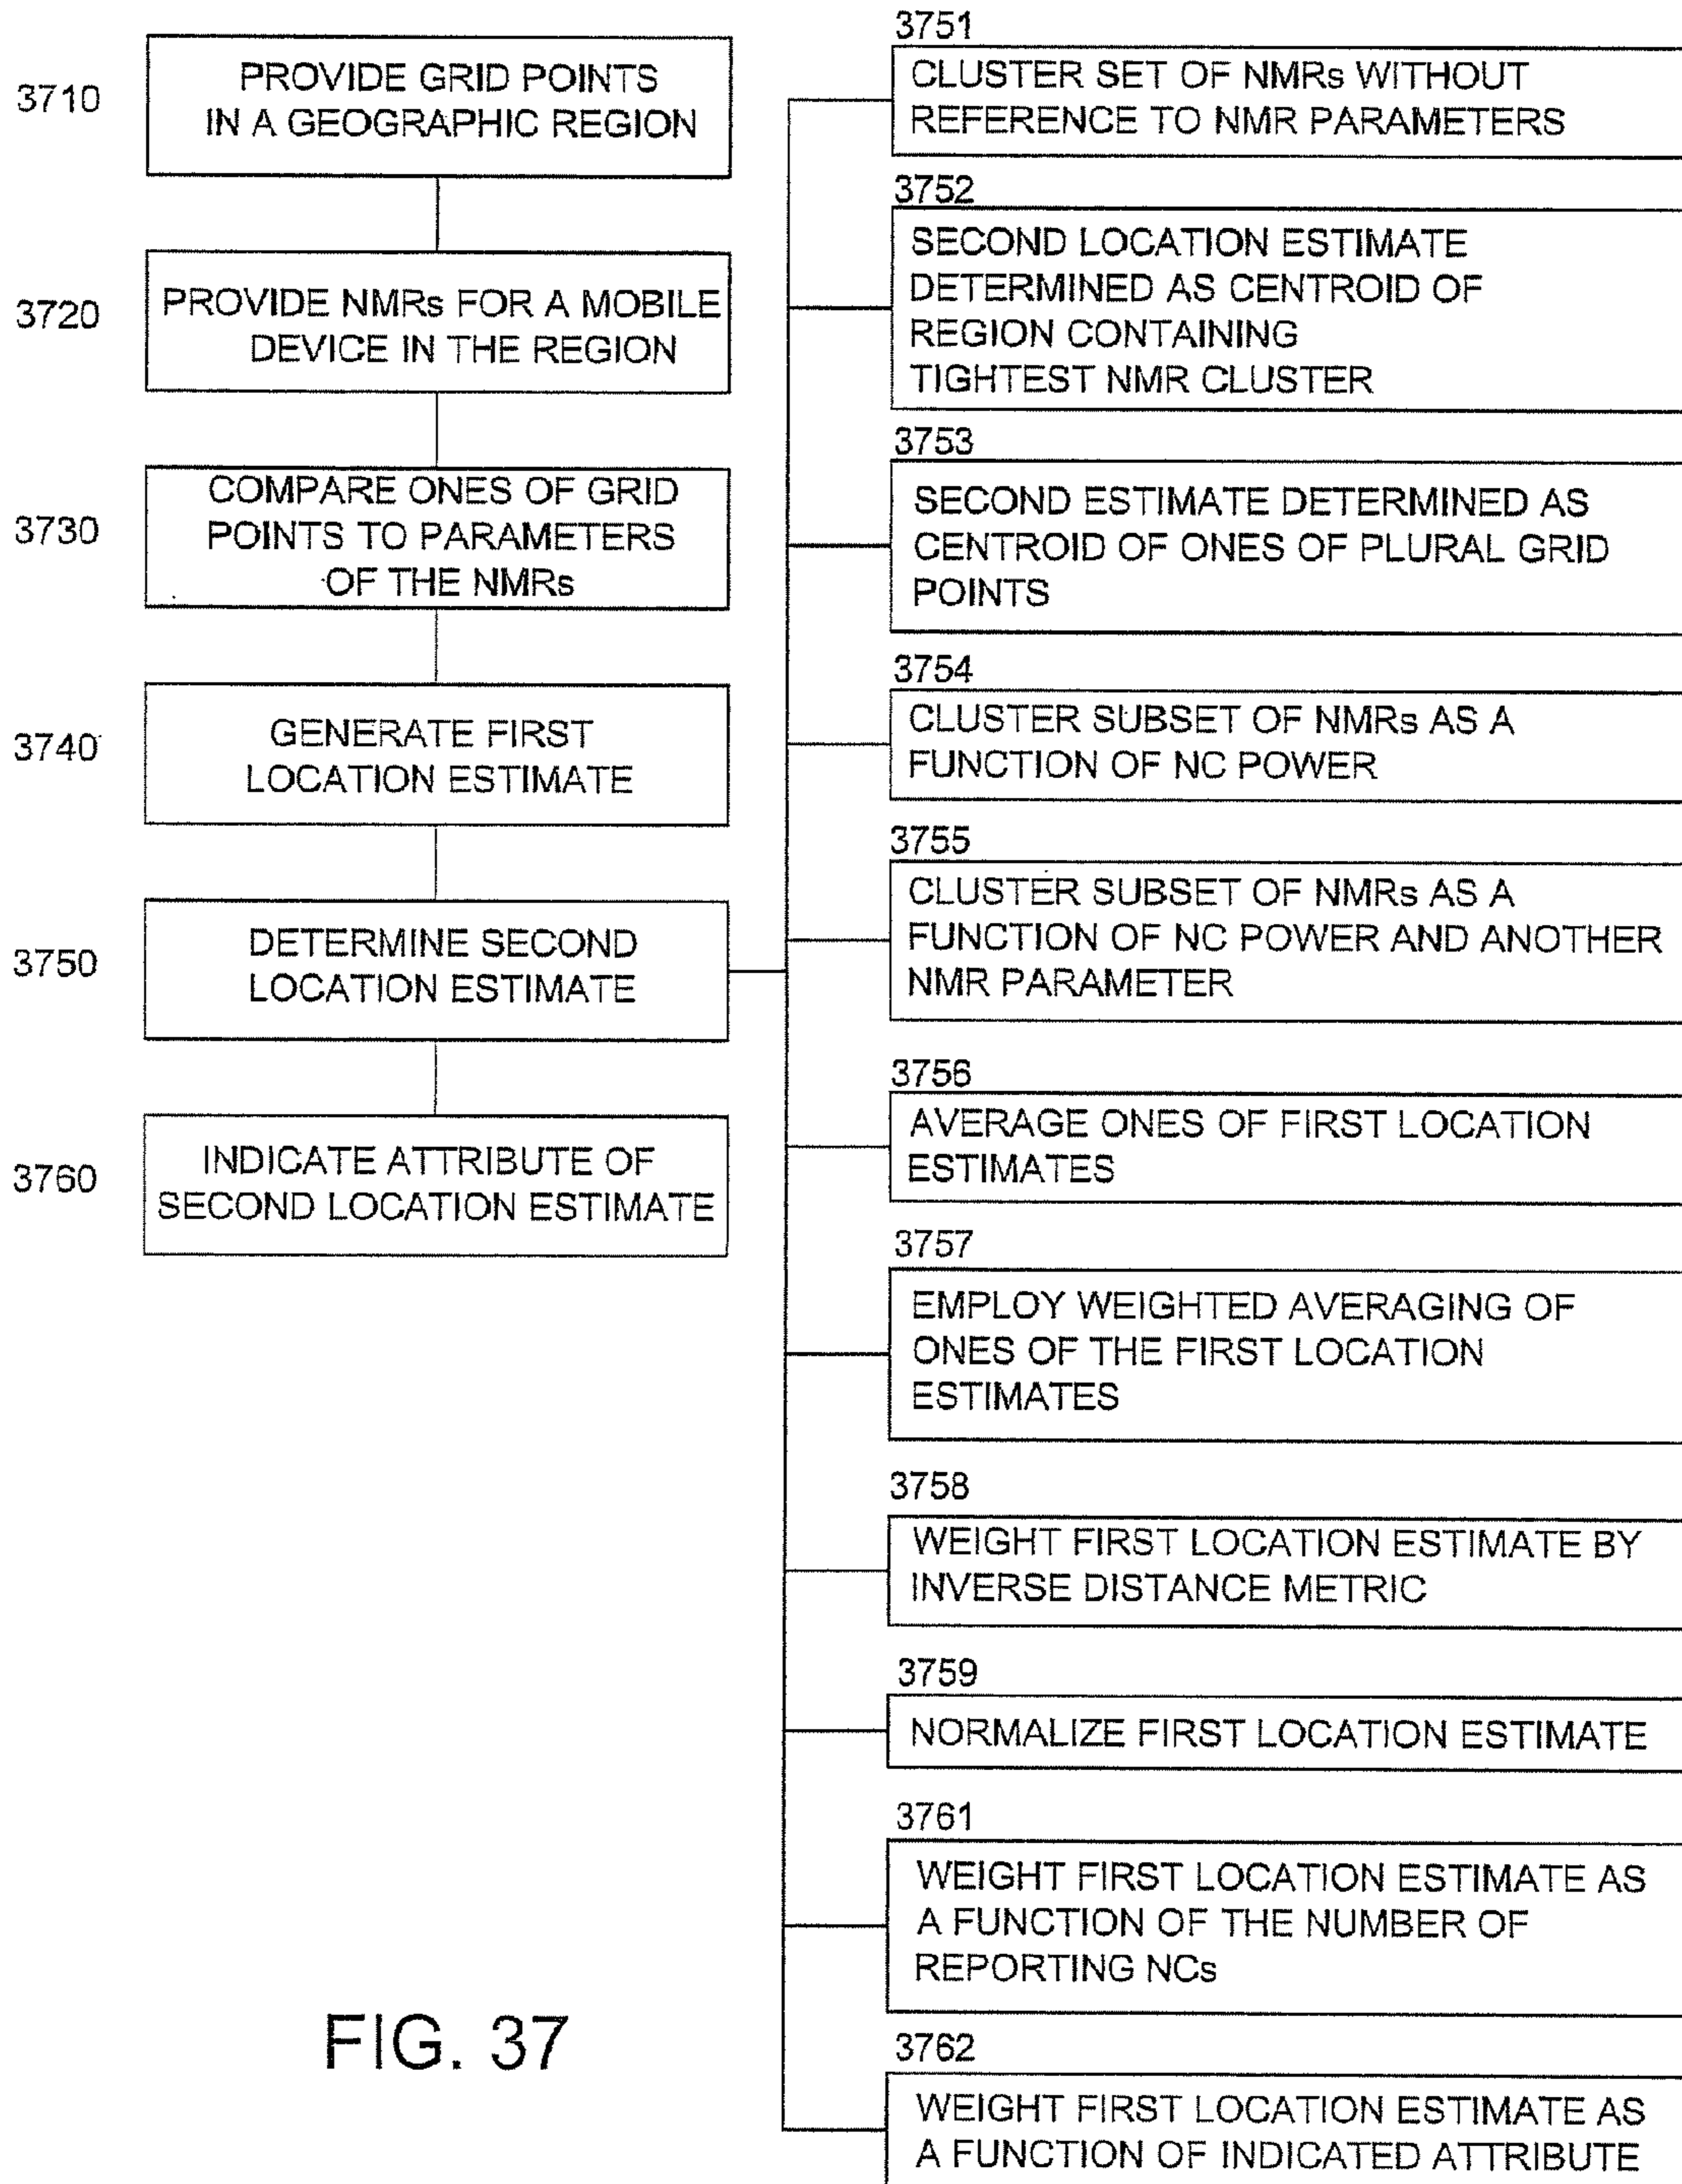 3710
PROVIDE GRID POINTS
IN A GEOGRAPHIC REGION
3720
PROVIDE NMRs FOR A MOBILE
DEVICE IN THE REGION
3730
COMPARE ONES OF GRID
POINTS TO PARAMETERS
OF THE NMRs
3740
GENERATE FIRST
LOCATION ESTIMATE
3750
DETERMINE SECOND
LOCATION ESTIMATE
3760
INDICATE ATTRIBUTE OF
SECOND LOCATION ESTIMATE
3751
CLUSTER SET OF NMRs WITHOUT
REFERENCE TO NMR PARAMETERS
3752
SECOND LOCATION ESTIMATE
DETERMINED AS CENTROID OF
REGION CONTAINING
TIGHTEST NMR CLUSTER
3753
SECOND ESTIMATE DETERMINED AS
CENTROID OF ONES OF PLURAL GRID
POINTS
3754
CLUSTER SUBSET OF NMRs AS A
FUNCTION OF NC POWER
3755
CLUSTER SUBSET OF NMRs AS A
FUNCTION OF NC POWER AND ANOTHER
NMR PARAMETER
3756
AVERAGE ONES OF FIRST LOCATION
ESTIMATES
3757
EMPLOY WEIGHTED AVERAGING OF
ONES OF THE FIRST LOCATION
ESTIMATES
3758
WEIGHT FIRST LOCATION ESTIMATE BY
INVERSE DISTANCE METRIC
3759
NORMALIZE FIRST LOCATION ESTIMATE
3761
WEIGHT FIRST LOCATION ESTIMATE AS
A FUNCTION OF THE NUMBER OF
REPORTING NCs
3762
WEIGHT FIRST LOCATION ESTIMATE AS
A FUNCTION OF INDICATED ATTRIBUTE
FIG. 37